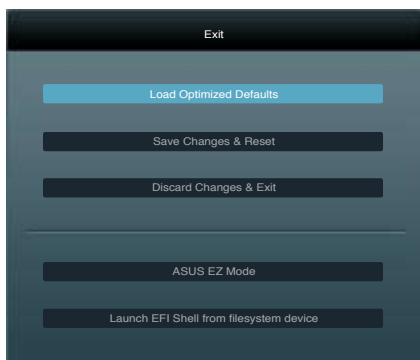 Exit
Load Optimized Defaults
Save Changes & Reset
Discard Changes & Exit
ASUS EZ Mode
Launch EFI Shell from filesystem device